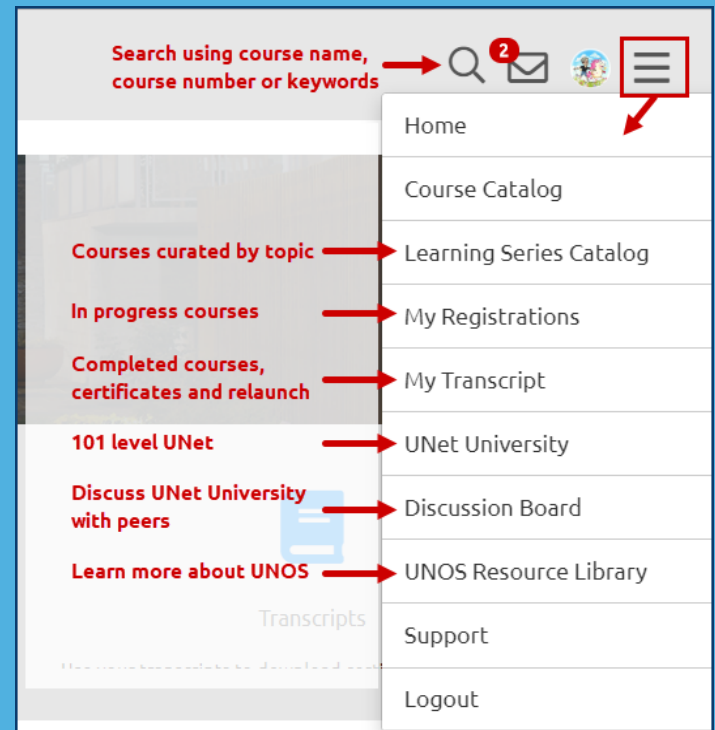 Search using course name,
course number or keywords
2
Home
Course Catalog
Courses curated by topic
Learning Series Catalog
In progress courses
My Registrations
Completed courses,
certificates and relaunch
My Transcript
101 level UNet
UNet University
Discuss UNet University
with peers
Discussion Board
Learn more about UNOS
UNOS Resource Library
Transcripts
Support
Logout